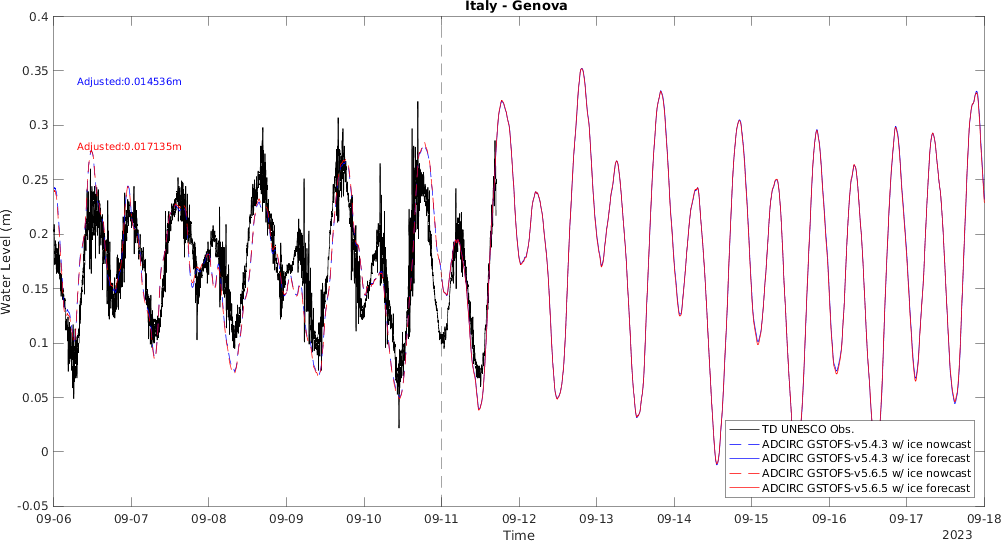 Italy - Genova
Adjusted:0.014536m
Adjusted:0.017135m
Water Level (m)
0.4
0.35
0.3
0.25
0.2
0.15
0.1
0.05
0
-0.05
TD UNESCO Obs.
ADCIRC GSTOFS-v5.4.3 w/ ice nowcast
ADCIRC GSTOFS-v5.4.3 w/ ice forecast
ADCIRC GSTOFS-v5.6.5 w/ ice nowcast
ADCIRC GSTOFS-v5.6.5 w/ ice forecast
09-06 09-07 09-08 09-09 09-10 09-11 09-12 09-13 09-14 09-15 09-16 09-17 09-18
Time
2023